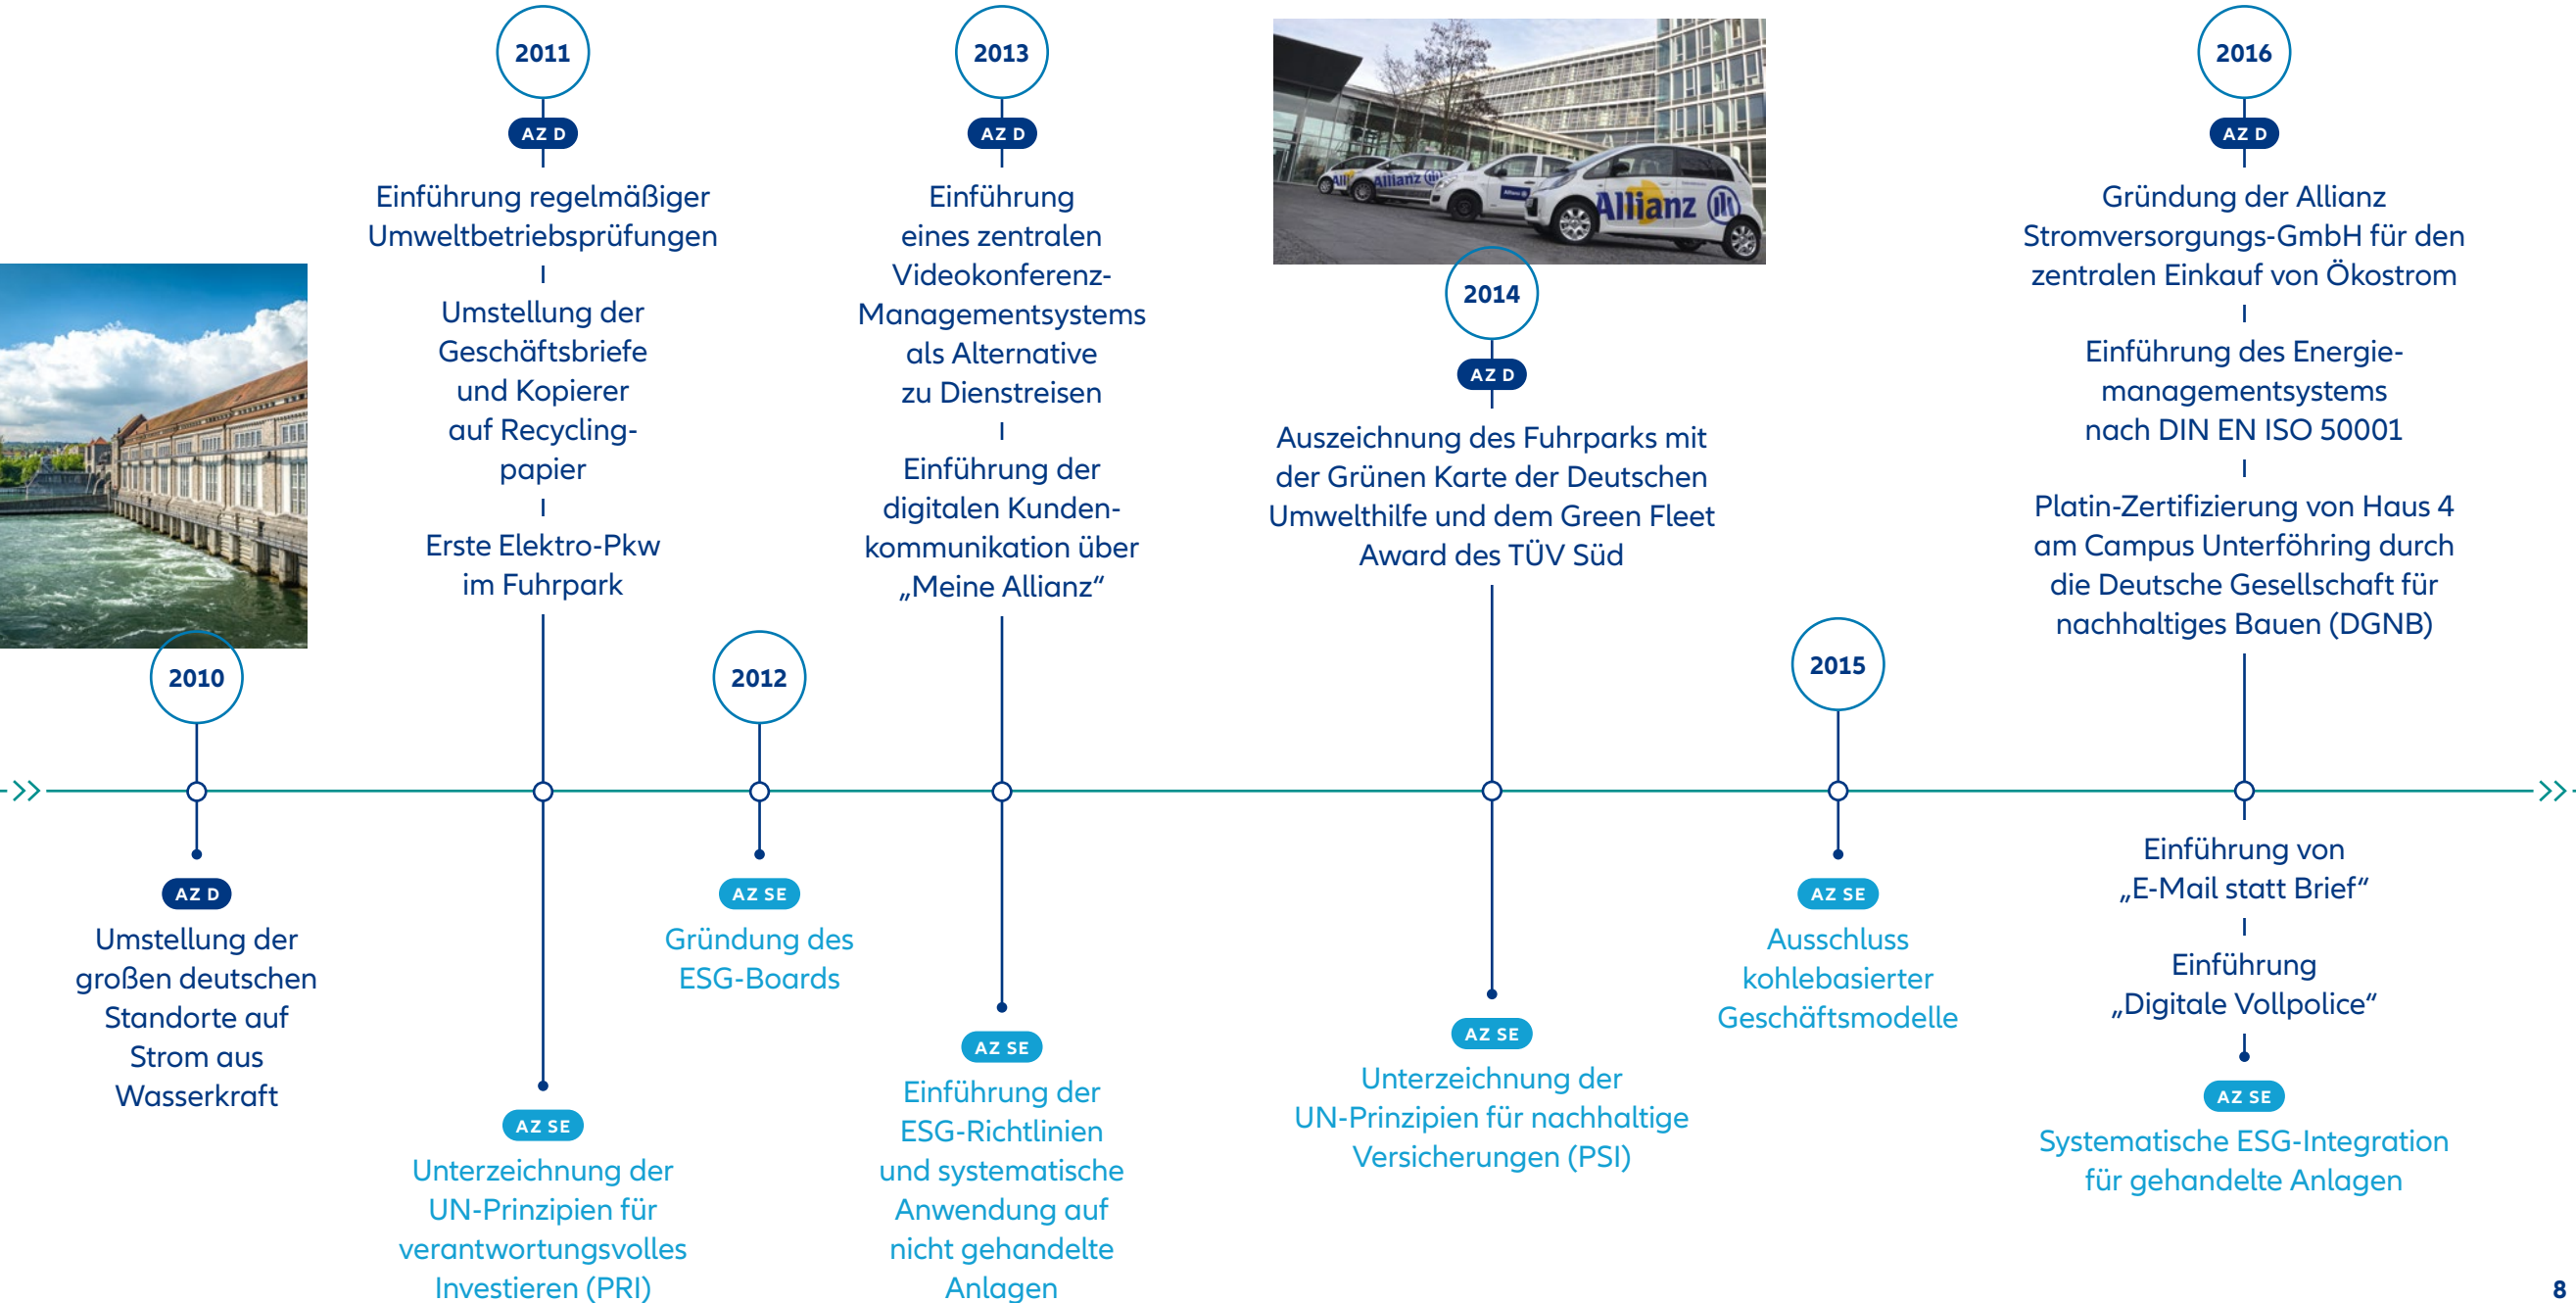 2010
AZ D
Umstellung der
großen deutschen
Standorte auf
Strom aus
Wasserkraft
2011
AZ D
Einführung regelmäßiger
Umweltbetriebsprüfungen
Umstellung der
Geschäftsbriefe
und Kopierer
auf Recycling-
papier
Erste Elektro-Pkw
im Fuhrpark
AZ SE
Unterzeichnung der
UN-Prinzipien für
verantwortungsvolles
Investieren (PRI)
2012
AZ SE
Gründung des
ESG-Boards
2013
AZ D
Einführung
eines zentralen
Videokonferenz-
Managementsystems
als Alternative
zu Dienstreisen
Einführung der
digitalen Kunden-
kommunikation über
„Meine Allianz“
AZ SE
Einführung der
ESG-Richtlinien
und systematische
Anwendung auf
nicht gehandelte
Anlagen
Allianz
Allianz
Allianz
2014
AZ D
Auszeichnung des Fuhrparks mit
der Grünen Karte der Deutschen
Umwelthilfe und dem Green Fleet
Award des TÜV Süd
AZ SE
Unterzeichnung der
UN-Prinzipien für nachhaltige
Versicherungen (PSI)
2015
AZ SE
Ausschluss
kohlebasierter
Geschäftsmodelle
2016
AZ D
Gründung der Allianz
Stromversorgungs-GmbH für den
zentralen Einkauf von Ökostrom
Einführung des Energie-
managementsystems
nach DIN EN ISO 50001
Platin-Zertifizierung von Haus 4
am Campus Unterföhring durch
die Deutsche Gesellschaft für
nachhaltiges Bauen (DGNB)
Einführung von
„E-Mail statt Brief“
Einführung
„Digitale Vollpolice“
AZ SE
Systematische ESG-Integration
für gehandelte Anlagen
8